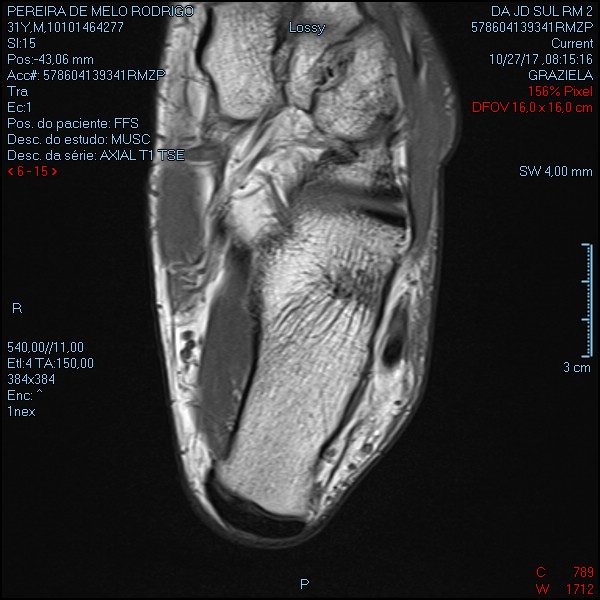 PEREIRA DE MELO RODRIGO
31Y,M,10101464277
Sl:15
Pos:-43,06 mm
Acc#: 578604139341RMZP
Tra
Ec:1
Pos. do paciente: FFS
Desc. do estudo: MUSC
Desc. da série: AXIAL T1 TSE
< 6 - 15 >
Lossy
DA JD SUL RM 2
578604139341RMZP
Current
10/27/17 ,08:15:16
GRAZIELA
156% Pixel
DFOV 16,0 x 16,0 cm
SW 4,00 mm
R
540,00//11,00
Etl:4 TA:150,00
384x384
Enc: ^
1nex
3 cm
P
C 789
W 1712